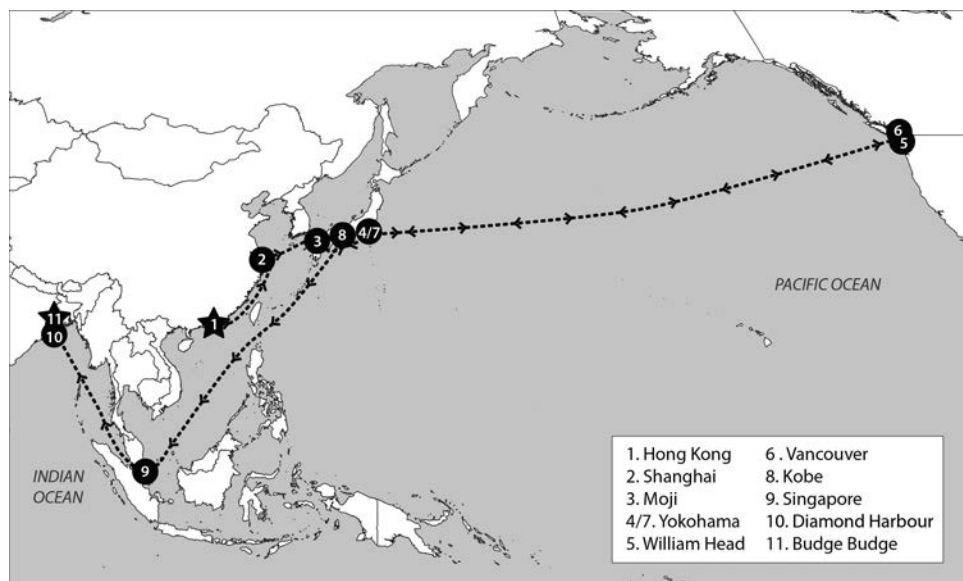 6
5
4/7
8
3
2
PACIFIC OCEAN
1
11
10
9
INDIAN
OCEAN
1. Hong Kong
2. Shanghai
3. Moji
4/7. Yokohama
5. William Head
6 . Vancouver
8. Kobe
9. Singapore
10. Diamond Harbour
11. Budge Budge